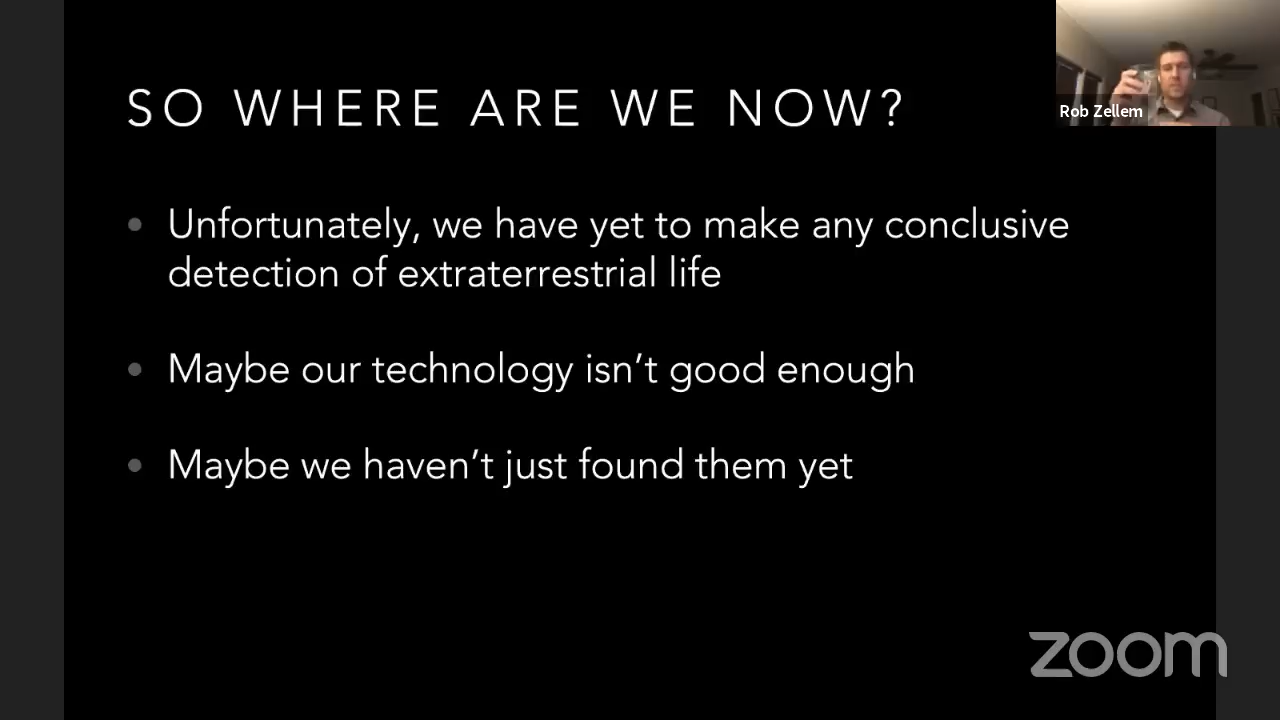 SO WHERE ARE WE NOW?
Rob Zellem
• Unfortunately, we have yet to make any conclusive
detection of extraterrestrial life
• Maybe our technology isn’t good enough
• Maybe we haven’t just found them yet
zoom